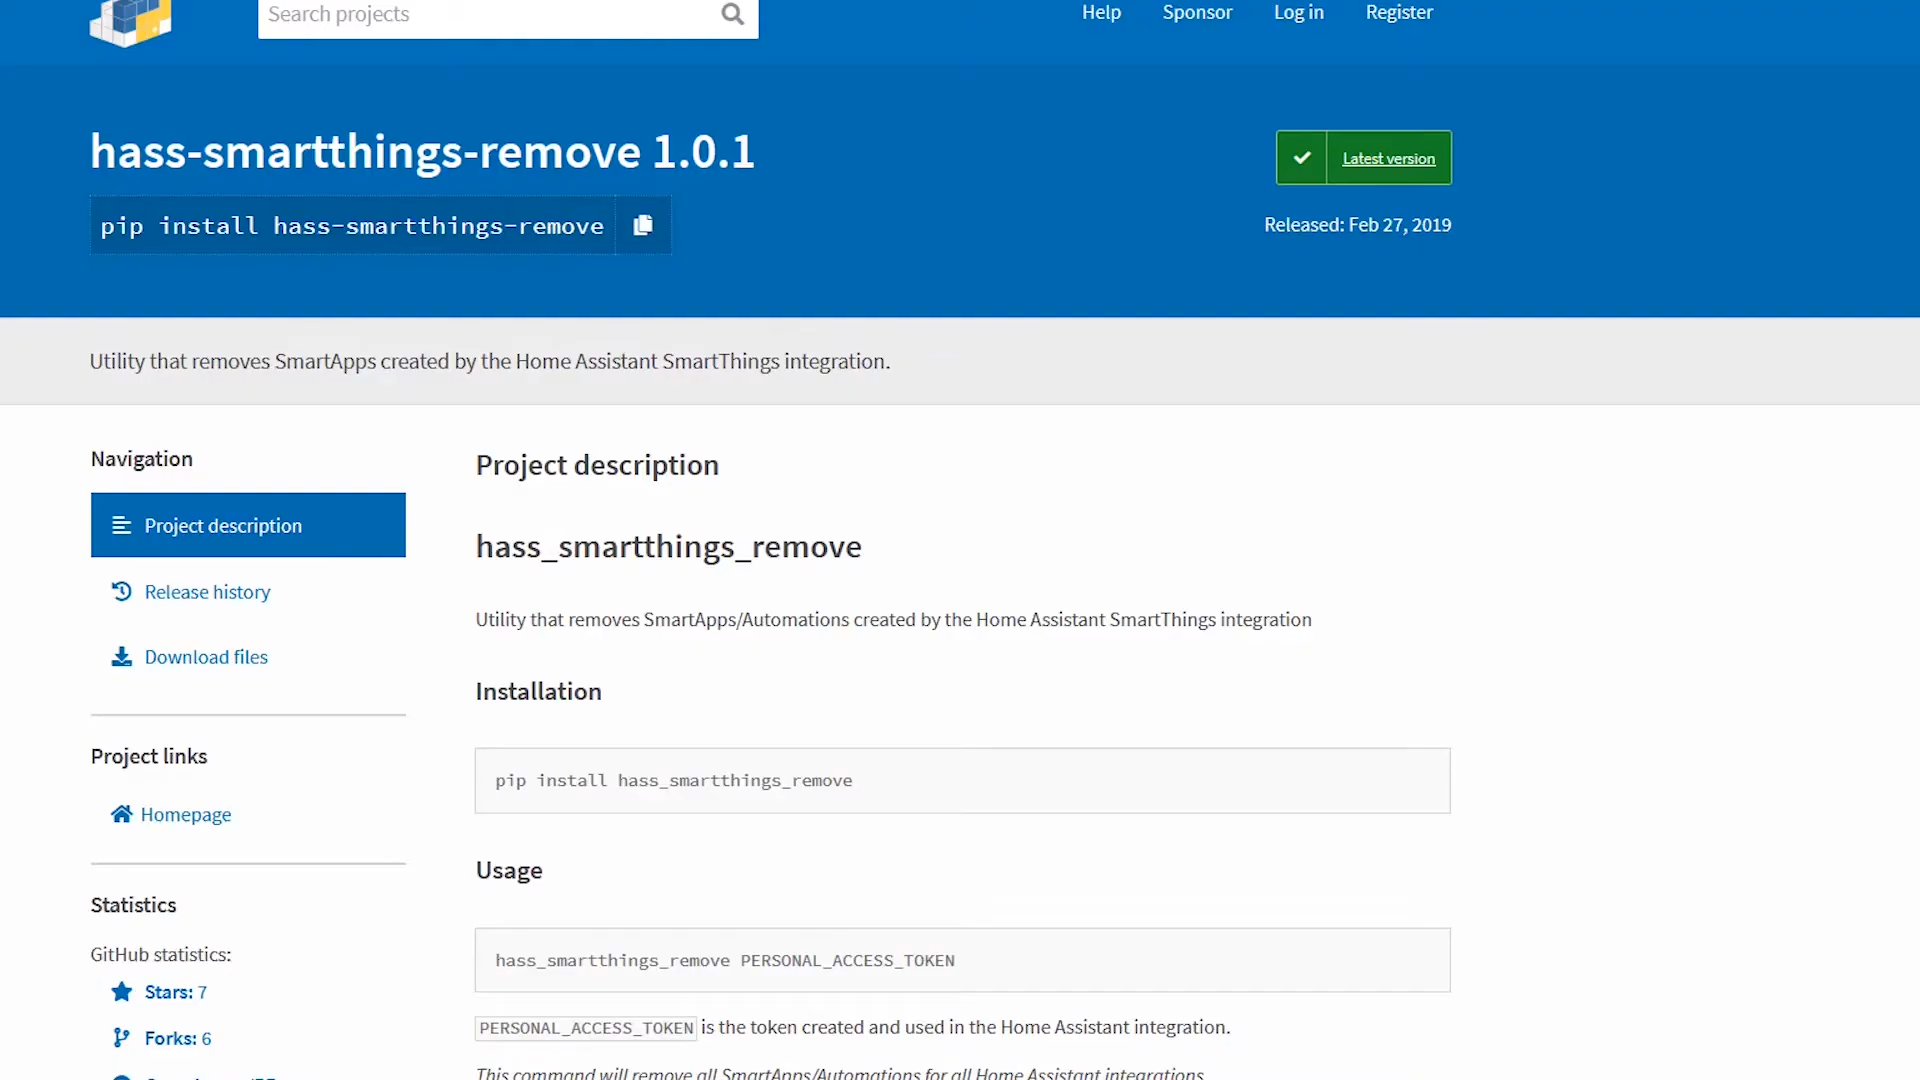 Search projects
Help
Sponsor
Log in
Register
hass-smartthings-remove 1.0.1
Latest version
pip install hass-smartthings-remove
Released: Feb 27, 2019
Utility that removes SmartApps created by the Home Assistant SmartThings integration.
Navigation
Project description
Release history
Download files
Project links
Homepage
Statistics
GitHub statistics:
Stars: 7
Forks: 6
Project description
hass_smartthings_remove
Utility that removes SmartApps/Automations created by the Home Assistant SmartThings integration
Installation
pip install hass_smartthings_remove
Usage
hass_smartthings_remove PERSONAL_ACCESS_TOKEN
PERSONAL_ACCESS_TOKEN is the token created and used in the Home Assistant integration.
This command will remove all SmartApps/Automations for all Home Assistant integrations